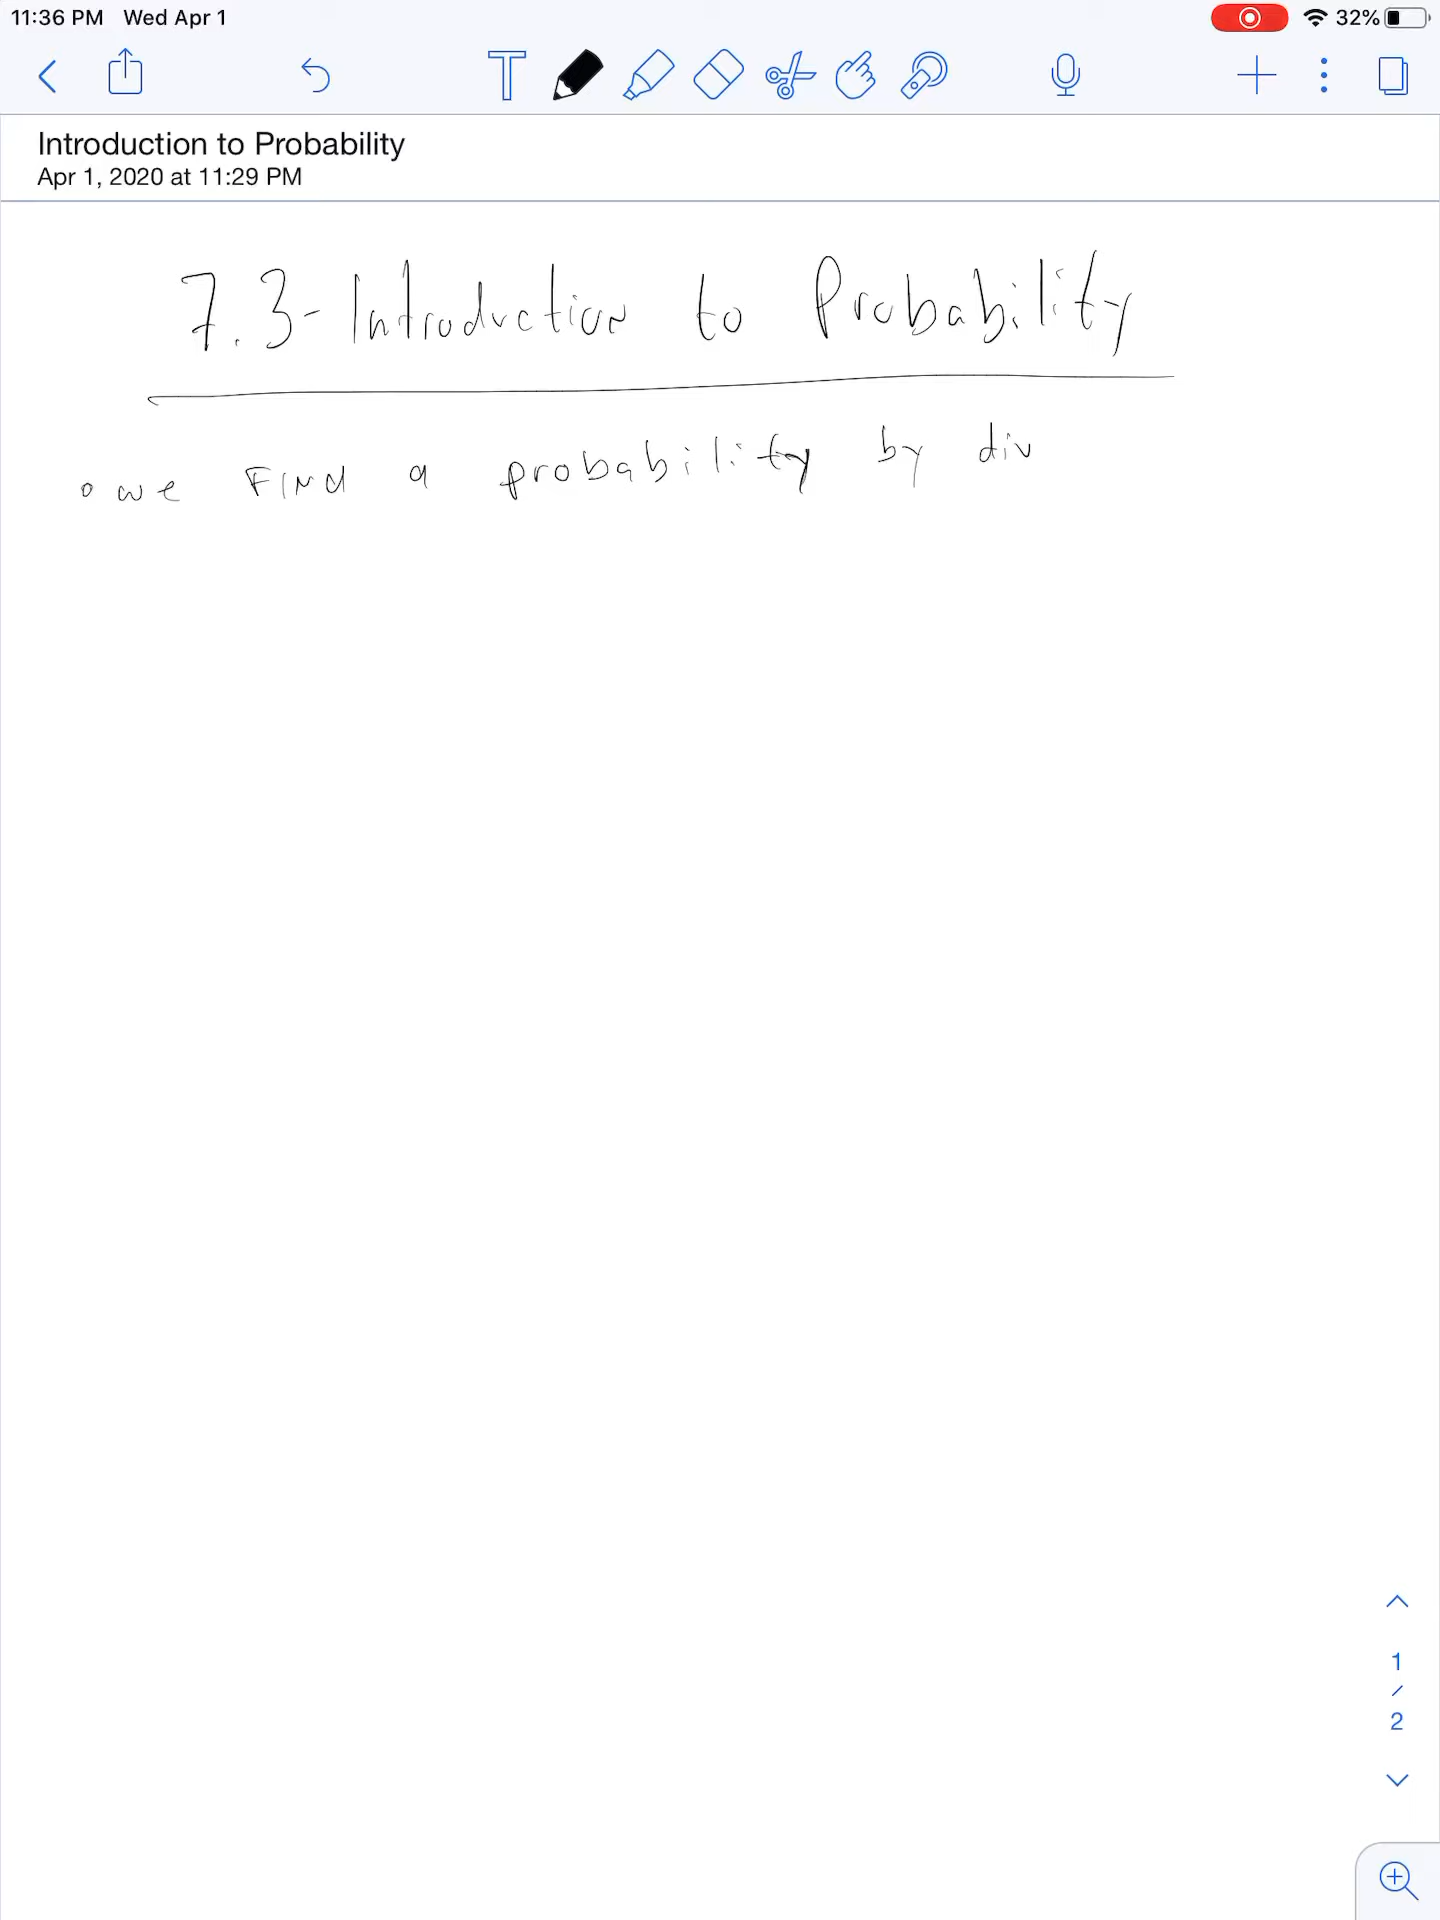 11:36 PM Wed Apr 1 32%
Introduction to Probability
Apr 1, 2020 at 11:29 PM
7.3-Introduction to Probability
we Find a probability by div
1
/
2